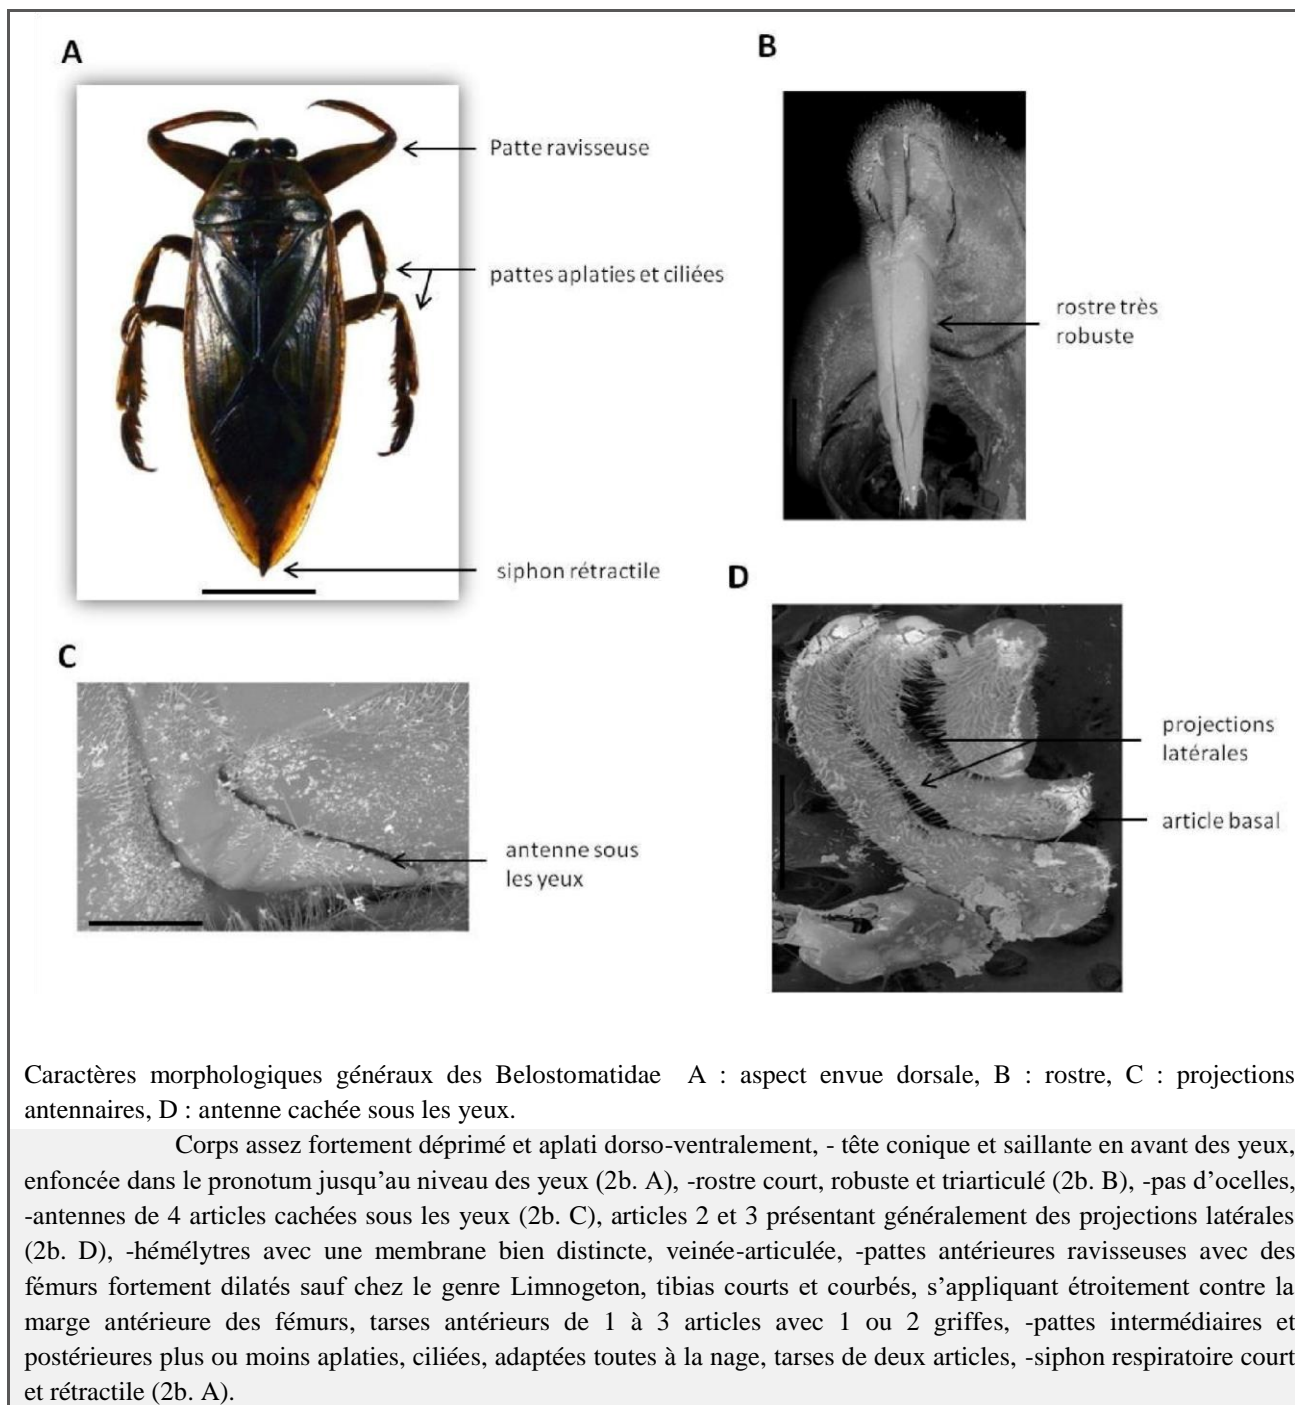 A
B
Patte ravisseuse
pattes aplaties et ciliées
rostre très
robuste
siphon rétractile
D
C
projections
latérales
article basal
antenne sous
les yeux
Caractères morphologiques généraux des Belostomatidae A : aspect envue dorsale, B : rostre, C : projections
antennaires, D : antenne cachée sous les yeux.
Corps assez fortement déprimé et aplati dorso-ventralement, - tête conique et saillante en avant des yeux,
enfoncée dans le pronotum jusqu’au niveau des yeux (2b. A), -rostre court, robuste et triarticulé (2b. B), -pas d’ocelles,
-antennes de 4 articles cachées sous les yeux (2b. C), articles 2 et 3 présentant généralement des projections latérales
(2b. D), -hémélytres avec une membrane bien distincte, veinée-articulée, -pattes antérieures ravisseuses avec des
fémurs fortement dilatés sauf chez le genre Limnogeton, tibias courts et courbés, s’appliquant étroitement contre la
marge antérieure des fémurs, tarses antérieurs de 1 à 3 articles avec 1 ou 2 griffes, -pattes intermédiaires et
postérieures plus ou moins aplaties, ciliées, adaptées toutes à la nage, tarses de deux articles, -siphon respiratoire court
et rétractile (2b. A).